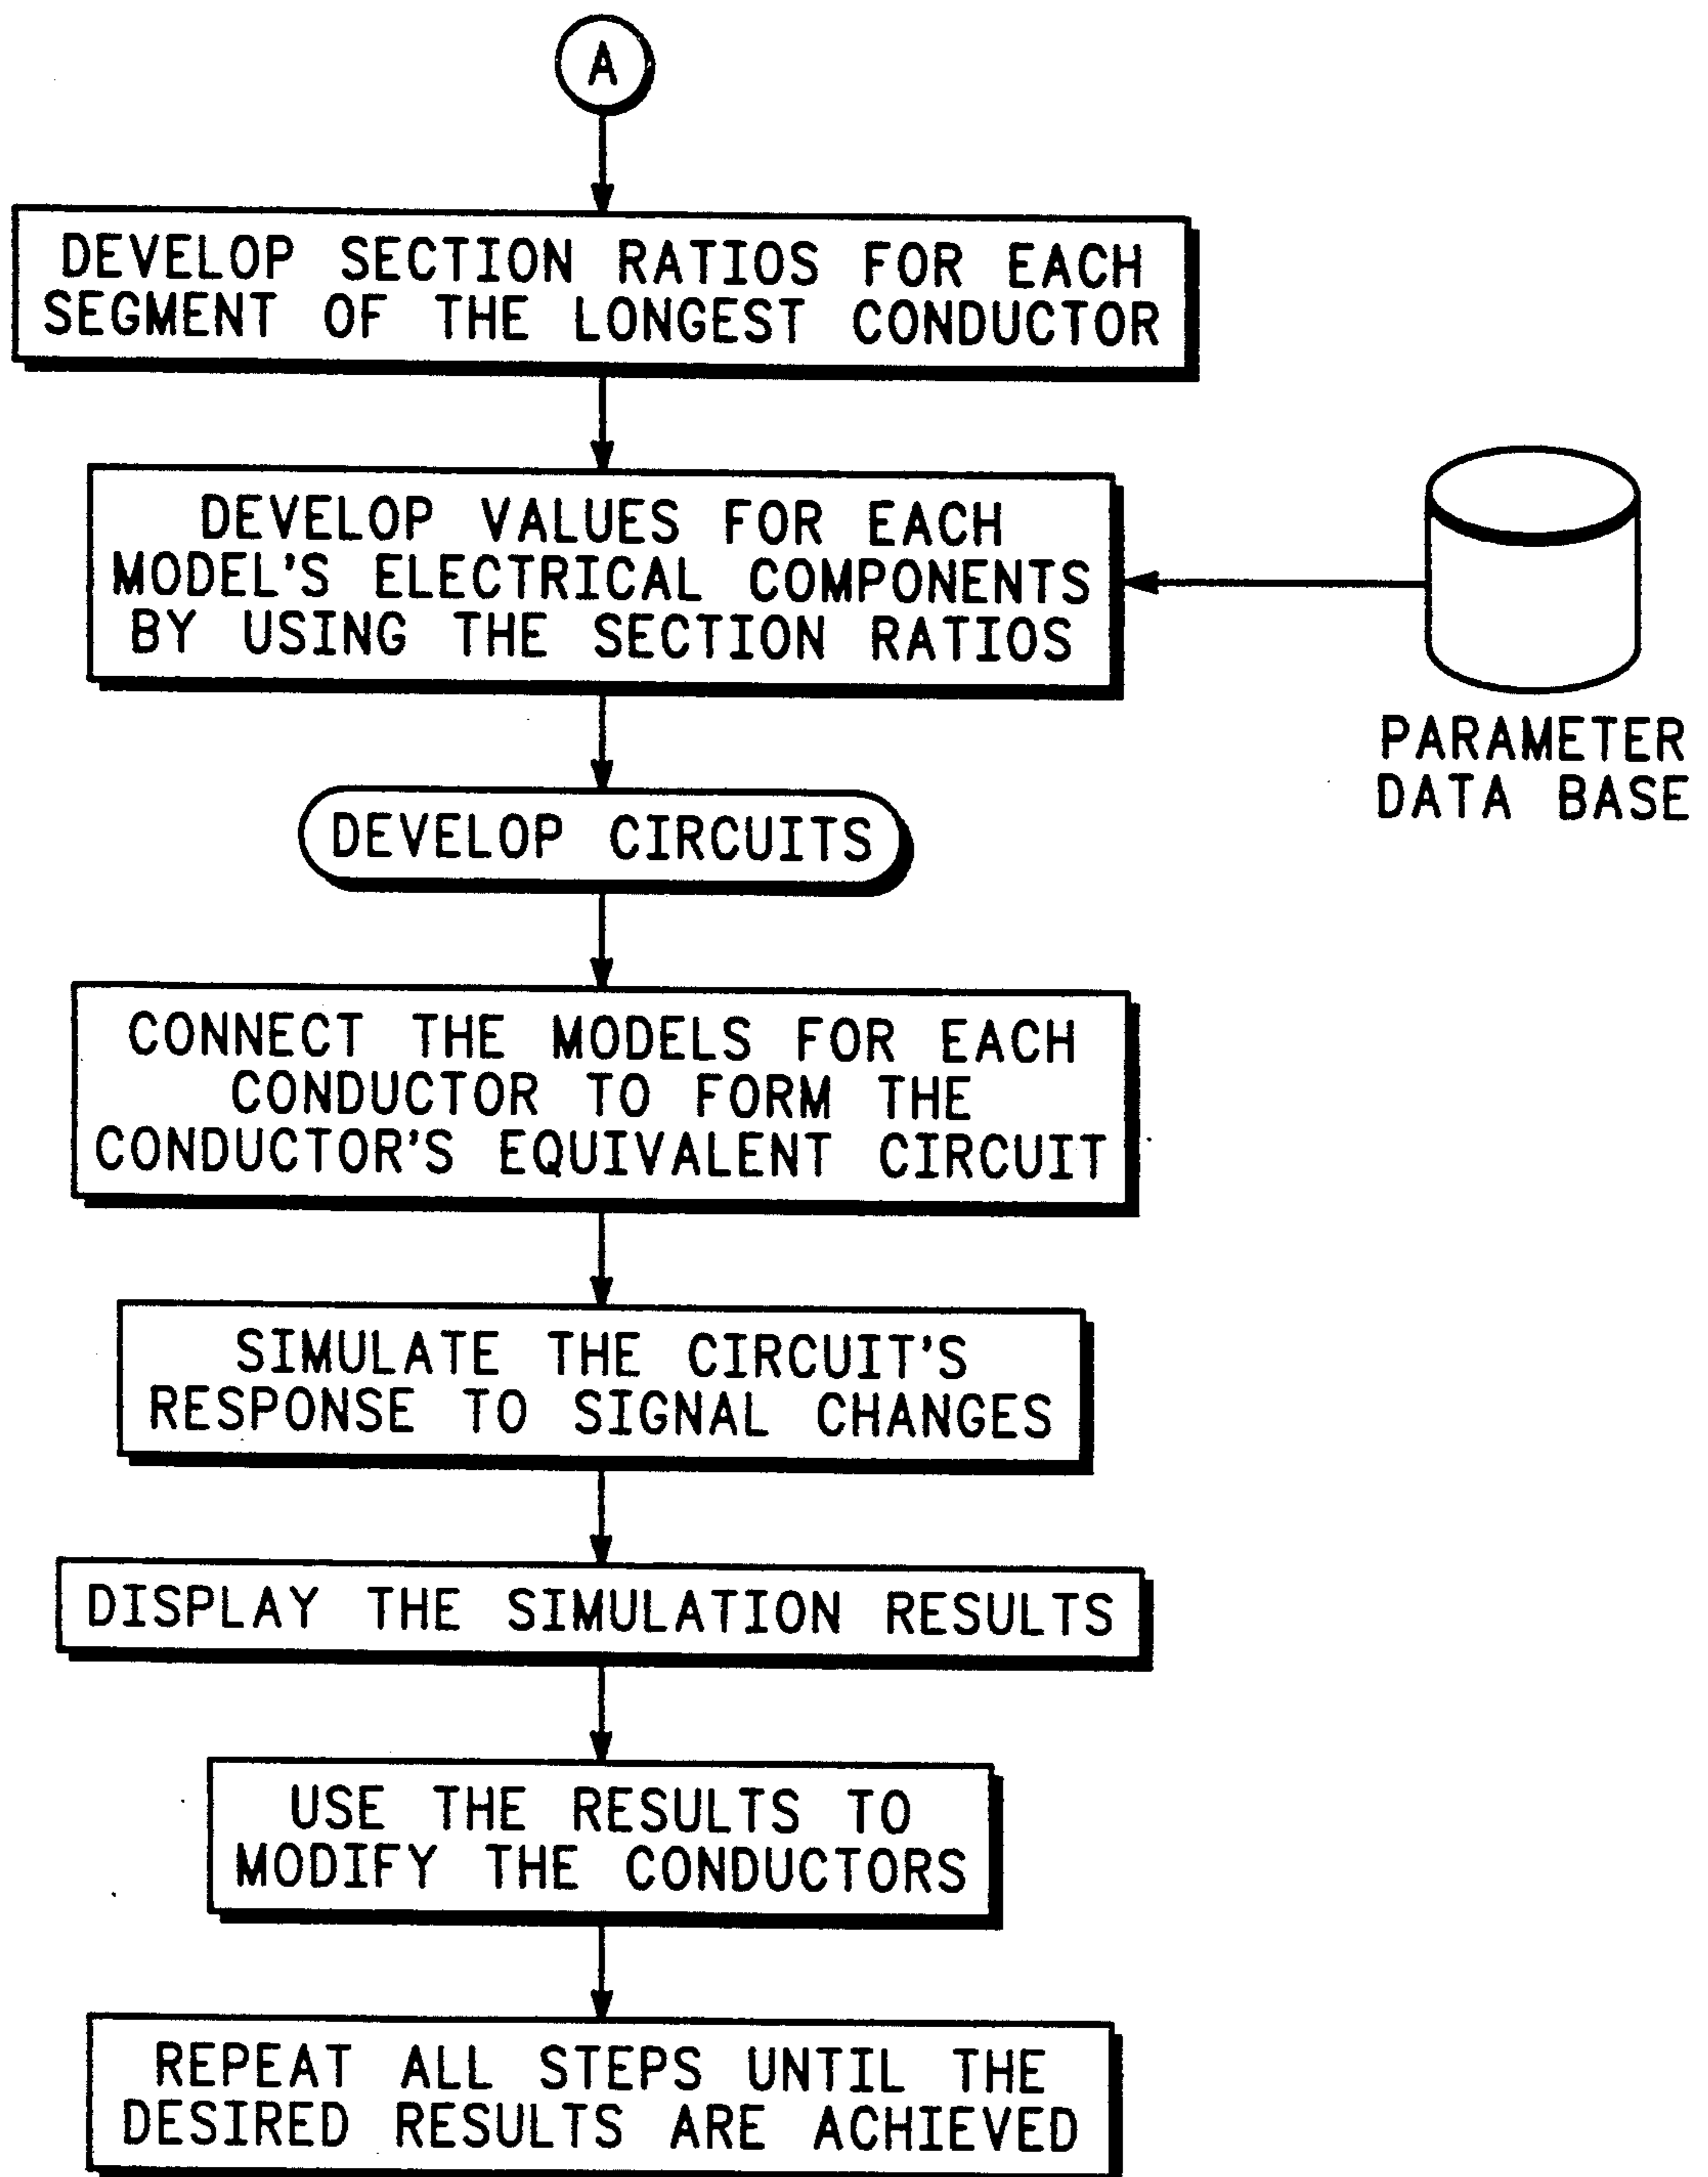 A
DEVELOP SECTION RATIOS FOR EACH
SEGMENT OF THE LONGEST CONDUCTOR
DEVELOP VALUES FOR EACH
MODEL'S ELECTRICAL COMPONENTS
BY USING THE SECTION RATIOS
PARAMETER
DATA BASE
DEVELOP CIRCUITS
CONNECT THE MODELS FOR EACH
CONDUCTOR TO FORM THE
CONDUCTOR'S EQUIVALENT CIRCUIT
SIMULATE THE CIRCUIT'S
RESPONSE TO SIGNAL CHANGES
DISPLAY THE SIMULATION RESULTS
USE THE RESULTS TO
MODIFY THE CONDUCTORS
REPEAT ALL STEPS UNTIL THE
DESIRED RESULTS ARE ACHIEVED